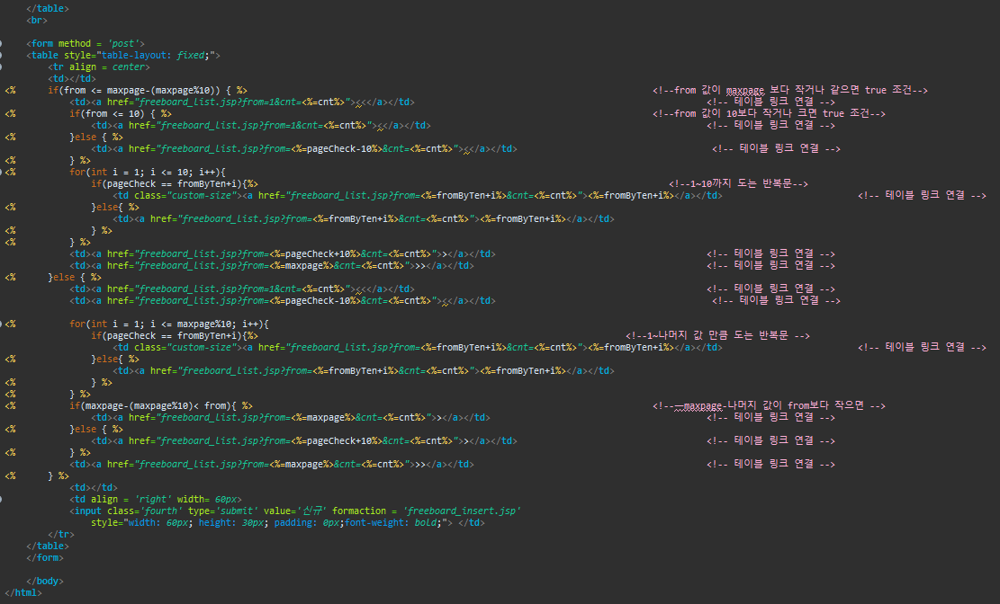 </table>
<br>
<form method = 'post'>
<table style="table-layout: fixed;">
<tr align = center>
<td></td>
<% if(from <= maxpage-(maxpage%10)) { %> <!--from 값이 maxpage 보다 작거나 같으면 true 조건-->
<td><a href="freeboard_list.jsp?from=1&cnt=<%=cnt%>"><<</a></td> <!-- 테이블 링크 연결 -->
<% if(from <= 10) { %> <!--from 값이 10보다 작거나 크면 true 조건-->
<td><a href="freeboard_list.jsp?from=1&cnt=<%=cnt%>"><</a></td> <!-- 테이블 링크 연결 -->
<% }else { %>
<td><a href="freeboard_list.jsp?from=<%=pageCheck-10%>&cnt=<%=cnt%>"><</a></td> <!-- 테이블 링크 연결 -->
<% } %>
<% for(int i = 1; i <= 10; i++){
if(pageCheck == fromByTen+i){%> <!--1~10까지 도는 반복문-->
<td class="custom-size"><a href="freeboard_list.jsp?from=<%=fromByTen+i%>&cnt=<%=cnt%>"><%=fromByTen+i%></a></td> <!-- 테이블 링크 연결 -->
<% }else{ %>
<td><a href="freeboard_list.jsp?from=<%=fromByTen+i%>&cnt=<%=cnt%>"><%=fromByTen+i%></a></td>
<% } %>
<% } %>
<td><a href="freeboard_list.jsp?from=<%=pageCheck+10%>&cnt=<%=cnt%>">></a></td> <!-- 테이블 링크 연결 -->
<td><a href="freeboard_list.jsp?from=<%=maxpage%>&cnt=<%=cnt%>">>></a></td> <!-- 테이블 링크 연결 -->
<% }else { %>
<td><a href="freeboard_list.jsp?from=1&cnt=<%=cnt%>"><<</a></td> <!-- 테이블 링크 연결 -->
<td><a href="freeboard_list.jsp?from=<%=pageCheck-10%>&cnt=<%=cnt%>"><</a></td> <!-- 테이블 링크 연결 -->
<% for(int i = 1; i <= maxpage%10; i++){
if(pageCheck == fromByTen+i){%> <!--1~나머지 값 만큼 도는 반복문 -->
<td class="custom-size"><a href="freeboard_list.jsp?from=<%=fromByTen+i%>&cnt=<%=cnt%>"><%=fromByTen+i%></a></td> <!-- 테이블 링크 연결 -->
<% }else{ %>
<td><a href="freeboard_list.jsp?from=<%=fromByTen+i%>&cnt=<%=cnt%>"><%=fromByTen+i%></a></td>
<% } %>
<% } %>
<% if(maxpage-(maxpage%10)< from){ %> <!-- maxpage-나머지 값이 from보다 작으면 -->
<td><a href="freeboard_list.jsp?from=<%=maxpage%>&cnt=<%=cnt%>">></a></td> <!-- 테이블 링크 연결 -->
<% }else { %>
<td><a href="freeboard_list.jsp?from=<%=pageCheck+10%>&cnt=<%=cnt%>">></a></td> <!-- 테이블 링크 연결 -->
<% } %>
<td><a href="freeboard_list.jsp?from=<%=maxpage%>&cnt=<%=cnt%>">>></a></td> <!-- 테이블 링크 연결 -->
<% } %>
<td></td>
<td align = 'right' width= 60px>
<input class='fourth' type='submit' value='신규' formaction = 'freeboard_insert.jsp'
style="width: 60px; height: 30px; padding: 0px;font-weight: bold;"> </td>
</tr>
</table>
</form>
</body>
</html>